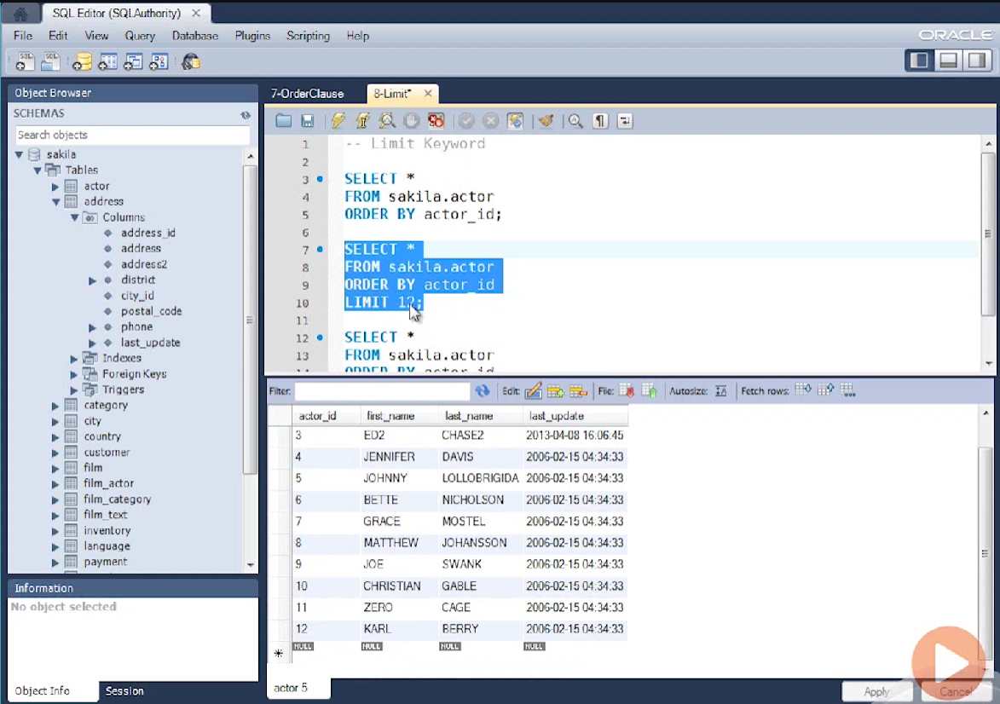 SQL Editor (SQLAuthority)
File Edit View Query Database Plugins Scripting Help
ORACLE
SQL SQL
Object Browser
SCHEMAS
Search objects
sakila
Tables
actor
address
Columns
address_id
address
address2
district
city_id
postal_code
phone
last_update
Indexes
Foreign Keys
Triggers
category
city
country
customer
film
film_actor
film_category
film_text
inventory
language
payment
Information
No object selected
Object Info Session
7-OrderClause 8-Limit*
1 -- Limit Keyword
2
3 SELECT *
4 FROM sakila.actor
5 ORDER BY actor_id;
6
7 SELECT *
8 FROM sakila.actor
9 ORDER BY actor_id
10 LIMIT 12;
11
12 SELECT *
13 FROM sakila.actor
14 ORDER BY actor_id
Filter: Edit: File: Autosize: Fetch rows:
actor_id first_name last_name last_update
3 ED2 CHASE2 2013-04-08 16:06:45
4 JENNIFER DAVIS 2006-02-15 04:34:33
5 JOHNNY LOLLOBRIGIDA 2006-02-15 04:34:33
6 BETTE NICHOLSON 2006-02-15 04:34:33
7 GRACE MOSTEL 2006-02-15 04:34:33
8 MATTHEW JOHANSSON 2006-02-15 04:34:33
9 JOE SWANK 2006-02-15 04:34:33
10 CHRISTIAN GABLE 2006-02-15 04:34:33
11 ZERO CAGE 2006-02-15 04:34:33
12 KARL BERRY 2006-02-15 04:34:33
NULL NULL NULL NULL
actor 5
Apply Cancel